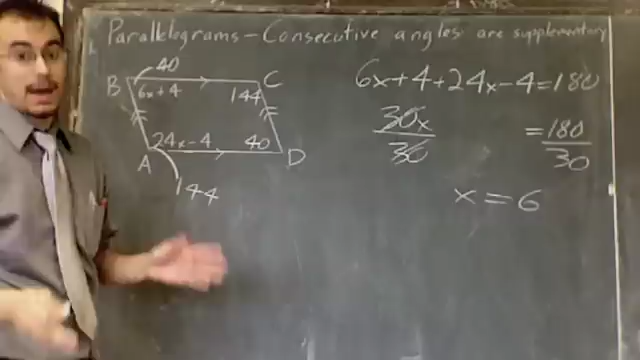 Parallelograms - Consecutive angles are supplementary
40
B
C
6x+4
144
24x-4
40
A
D
144
6x+4+24x-4=180
30x
30
=180
30
x=6